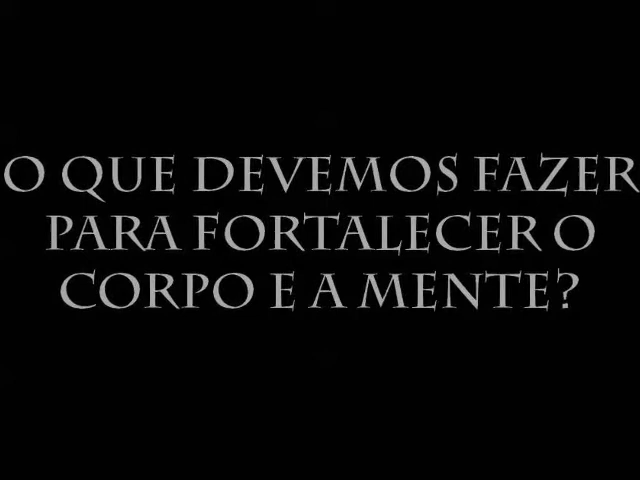 O QUE DEVEMOS FAZER
PARA FORTALECER O
CORPO E A MENTE?